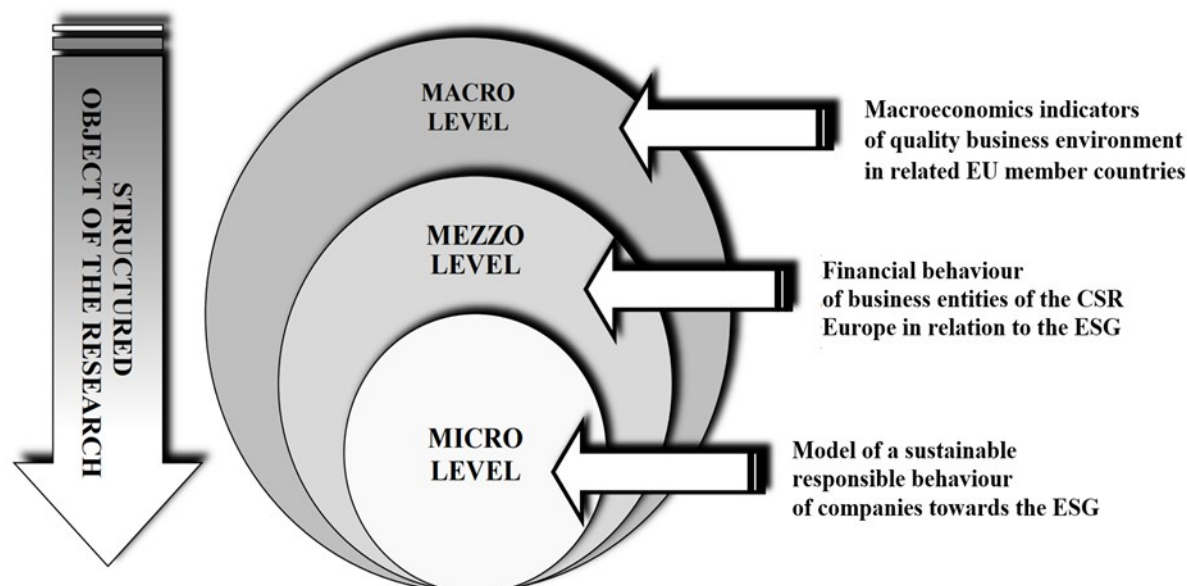 STRUCTURED
OBJECT OF THE RESEARCH
MACRO
LEVEL
Macroeconomics indicators
of quality business environment
in related EU member countries
MEZZO
LEVEL
Financial behaviour
of business entities of the CSR
Europe in relation to the ESG
MICRO
LEVEL
Model of a sustainable
responsible behaviour
of companies towards the ESG